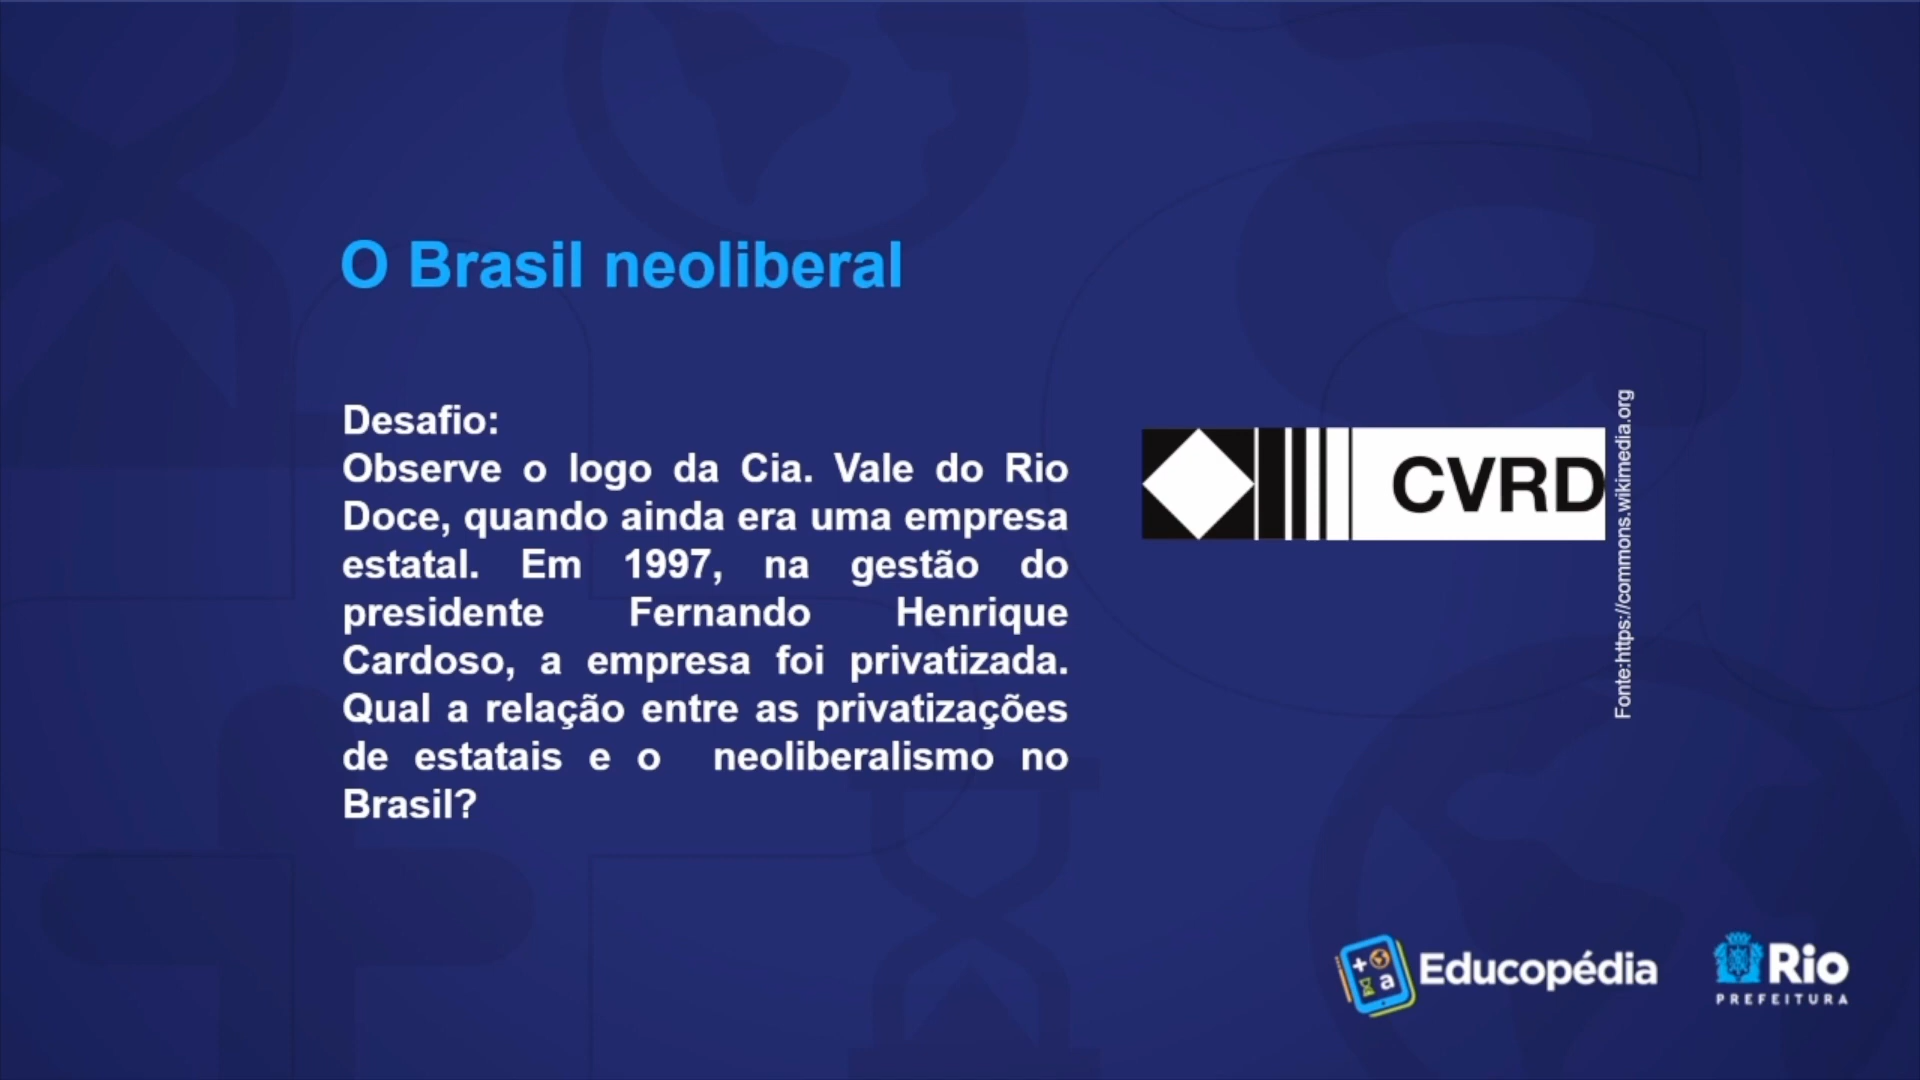 O Brasil neoliberal
Desafio:
Observe o logo da Cia. Vale do Rio
Doce, quando ainda era uma empresa
estatal. Em 1997, na gestão do
presidente Fernando Henrique
Cardoso, a empresa foi privatizada.
Qual a relação entre as privatizações
de estatais e o neoliberalismo no
Brasil?
CVRD
Fonte:https://commons.wikimedia.org
+
a
Educopédia
Rio
PREFEITURA